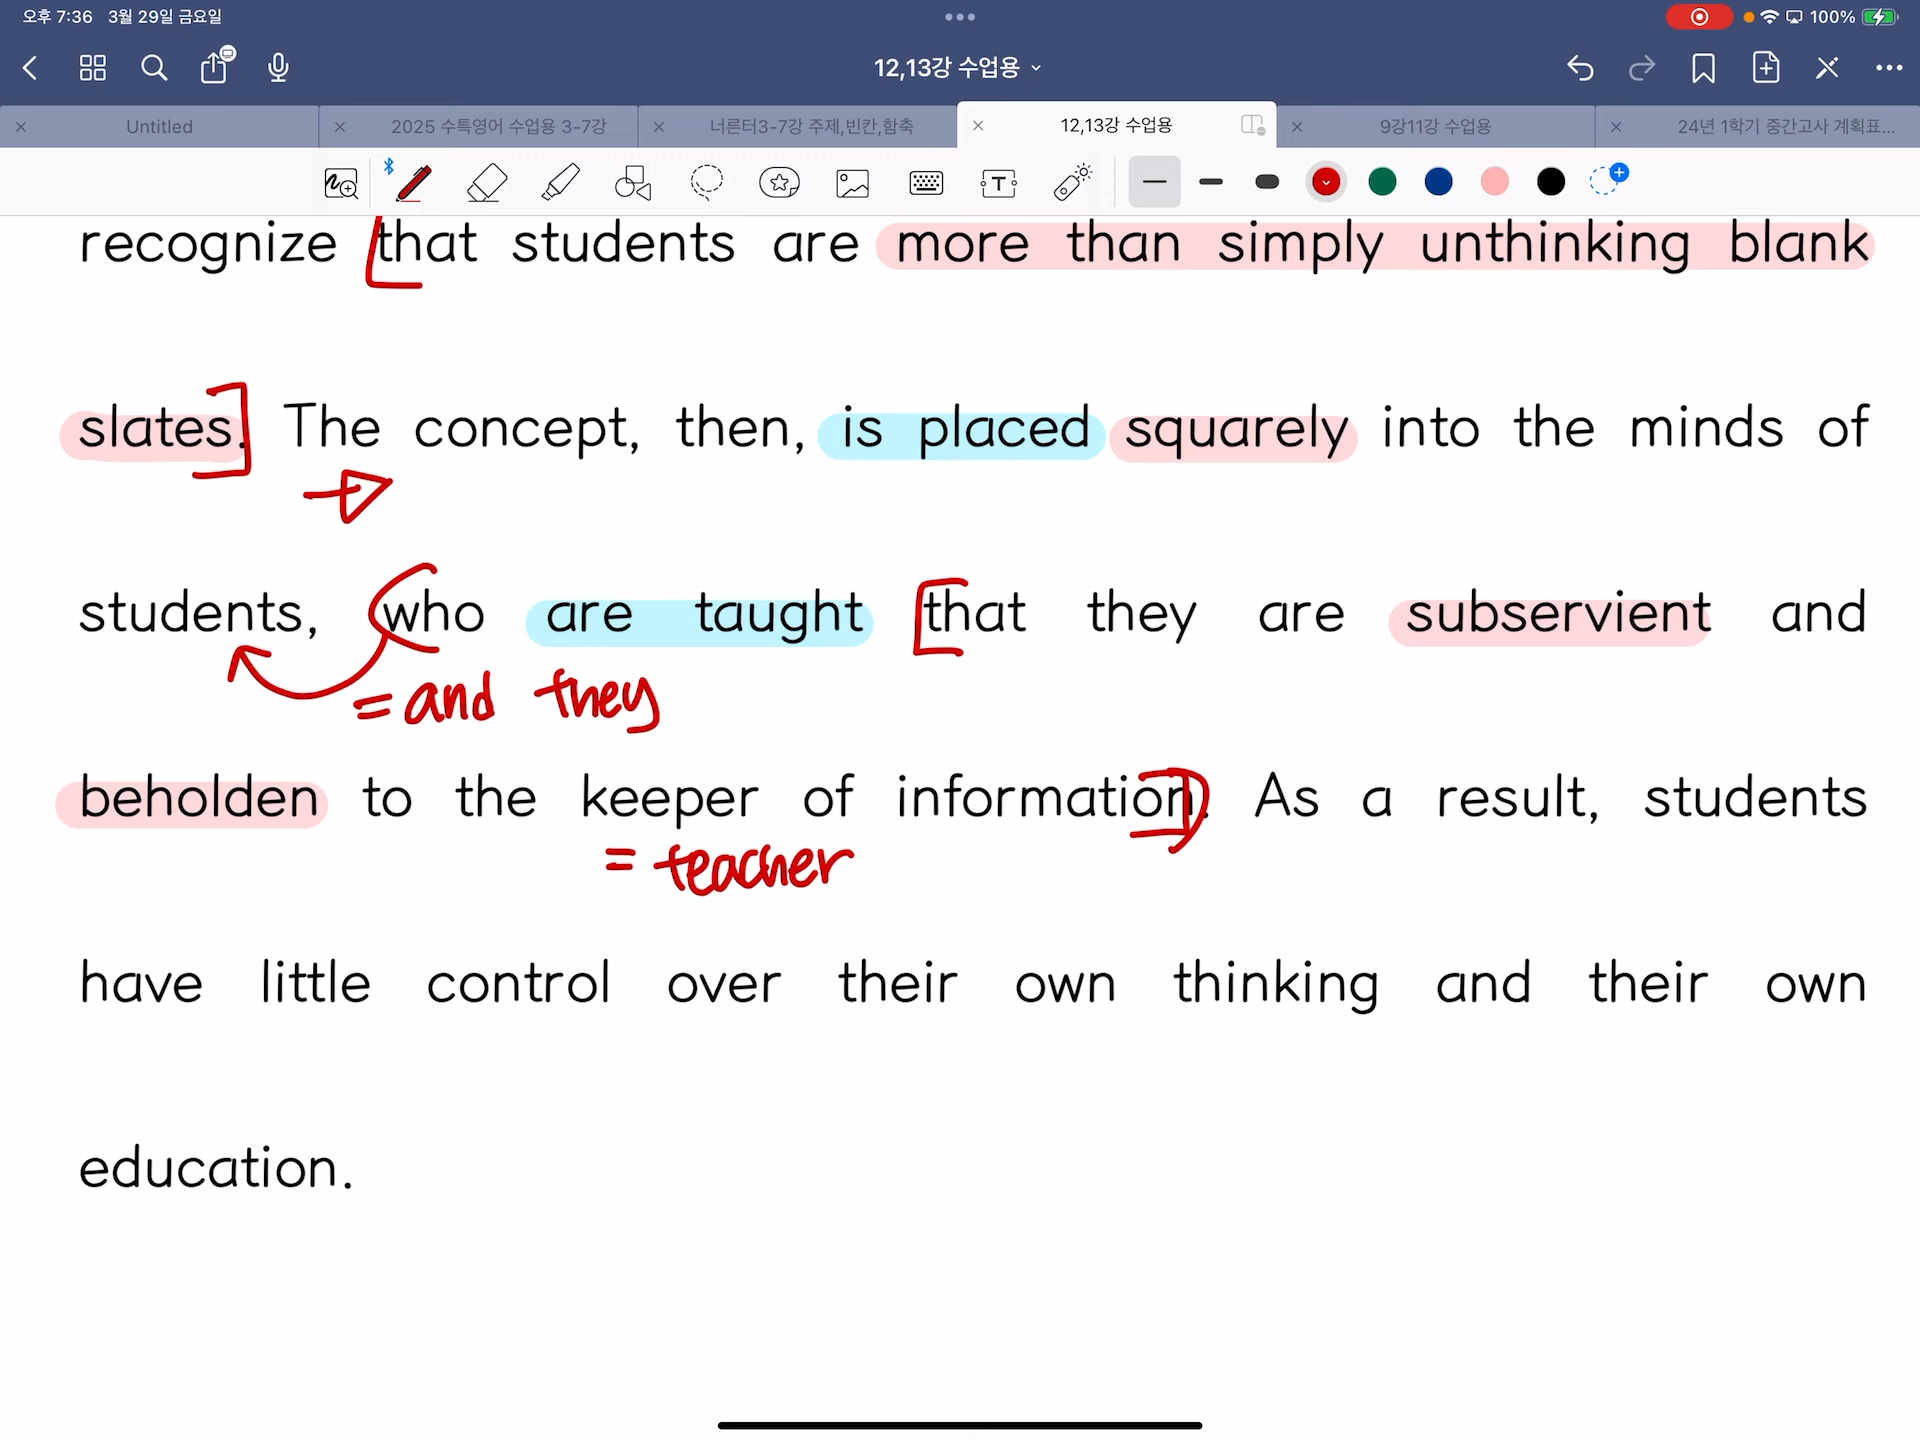 오후 7:36 3월 29일 금요일
100%
12,13강 수업용
Untitled
2025 수특영어 수업용 3-7강
너른터3-7강 주제,빈칸,함축
12,13강 수업용
9강11강 수업용
24년 1학기 중간고사 계획표...
T
recognize that students are more than simply unthinking blank
slates. The concept, then, is placed squarely into the minds of
students, who are taught that they are subservient and
= and they
beholden to the keeper of information. As a result, students
= teacher
have little control over their own thinking and their own
education.